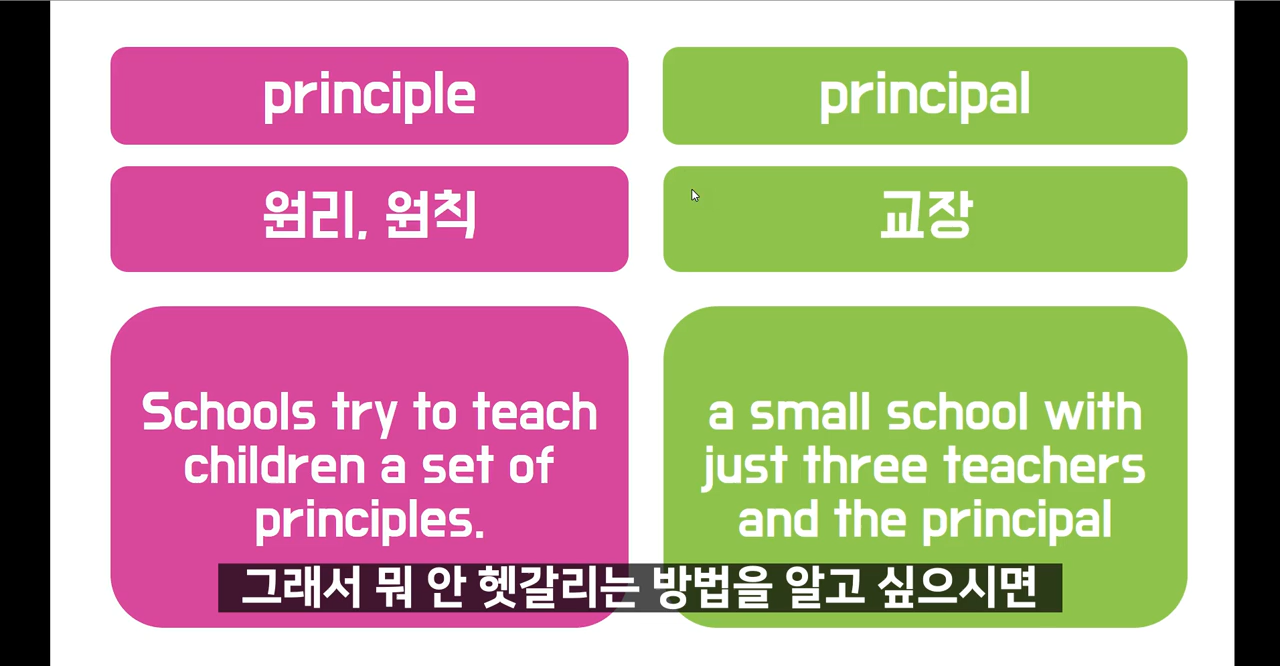 principle
원리, 원칙
Schools try to teach
children a set of
principles.
principal
교장
a small school with
just three teachers
and the principal
그래서 뭐 안 헷갈리는 방법을 알고 싶으시면